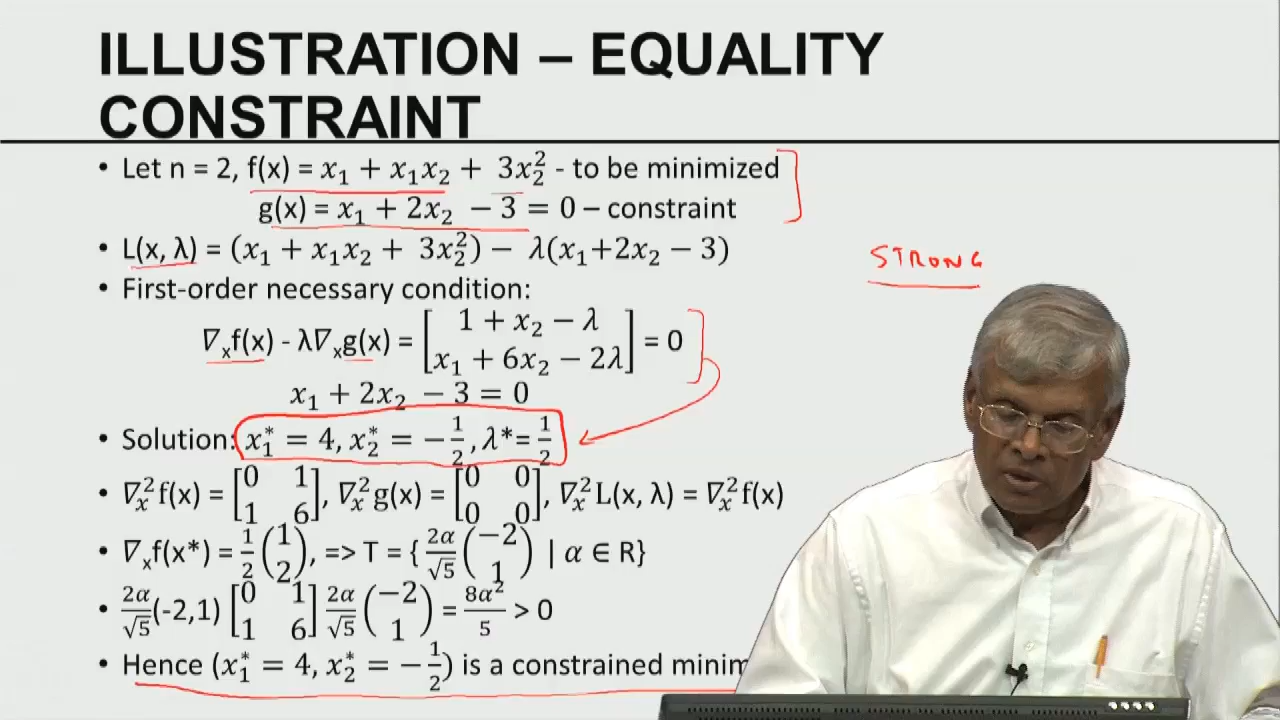 ILLUSTRATION – EQUALITY
CONSTRAINT
• Let n = 2, f(x) = x₁ + x₁x₂ + 3x₂² - to be minimized
g(x) = x₁ + 2x₂ − 3 = 0 – constraint
• L(x, λ) = (x₁ + x₁x₂ + 3x₂²) − λ(x₁+2x₂ − 3)
STRONG
• First-order necessary condition:
∇ₓf(x) - λ∇ₓg(x) = [1 + x₂ − λ; x₁ + 6x₂ − 2λ] = 0
x₁ + 2x₂ − 3 = 0
• Solution: x₁* = 4, x₂* = −1/2, λ*= 1/2
• ∇ₓ²f(x) = [0 1; 1 6], ∇ₓ²g(x) = [0 0; 0 0], ∇ₓ²L(x, λ) = ∇ₓ²f(x)
• ∇ₓf(x*) = 1/2 (1; 2), => T = { 2α/√5 (−2; 1) | α ∈ R}
• 2α/√5 (-2,1) [0 1; 1 6] 2α/√5 (−2; 1) = 8α²/5 > 0
• Hence (x₁* = 4, x₂* = −1/2) is a constrained minim